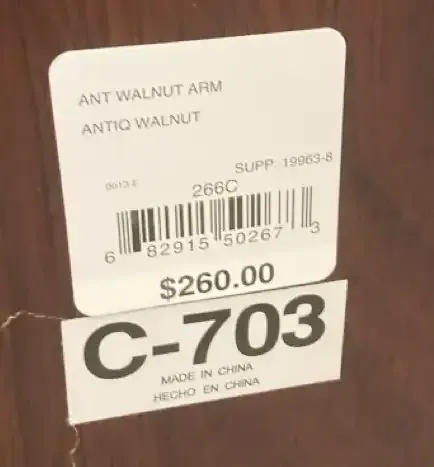 ANT WALNUT ARM
ANTIQ WALNUT
SUPP: 19963-8
266C
6 82915 50267 3
$260.00
C-703
MADE IN CHINA
HECHO EN CHINA